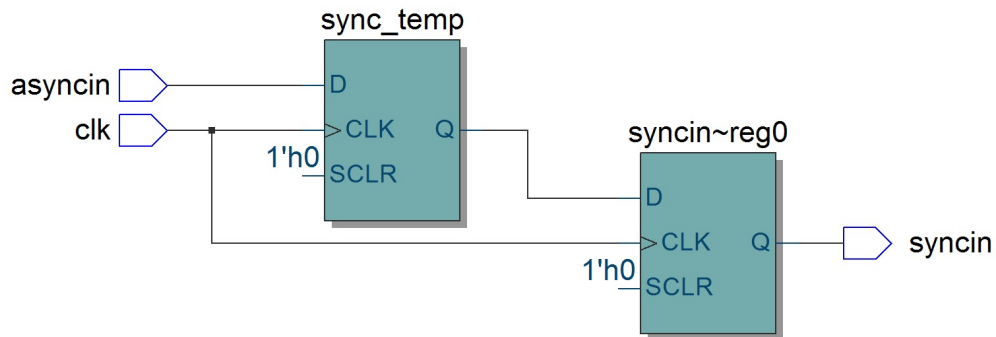 sync_temp
asyncin
D
clk
CLK
Q
1'h0
SCLR
syncin~reg0
D
CLK
Q
syncin
1'h0
SCLR